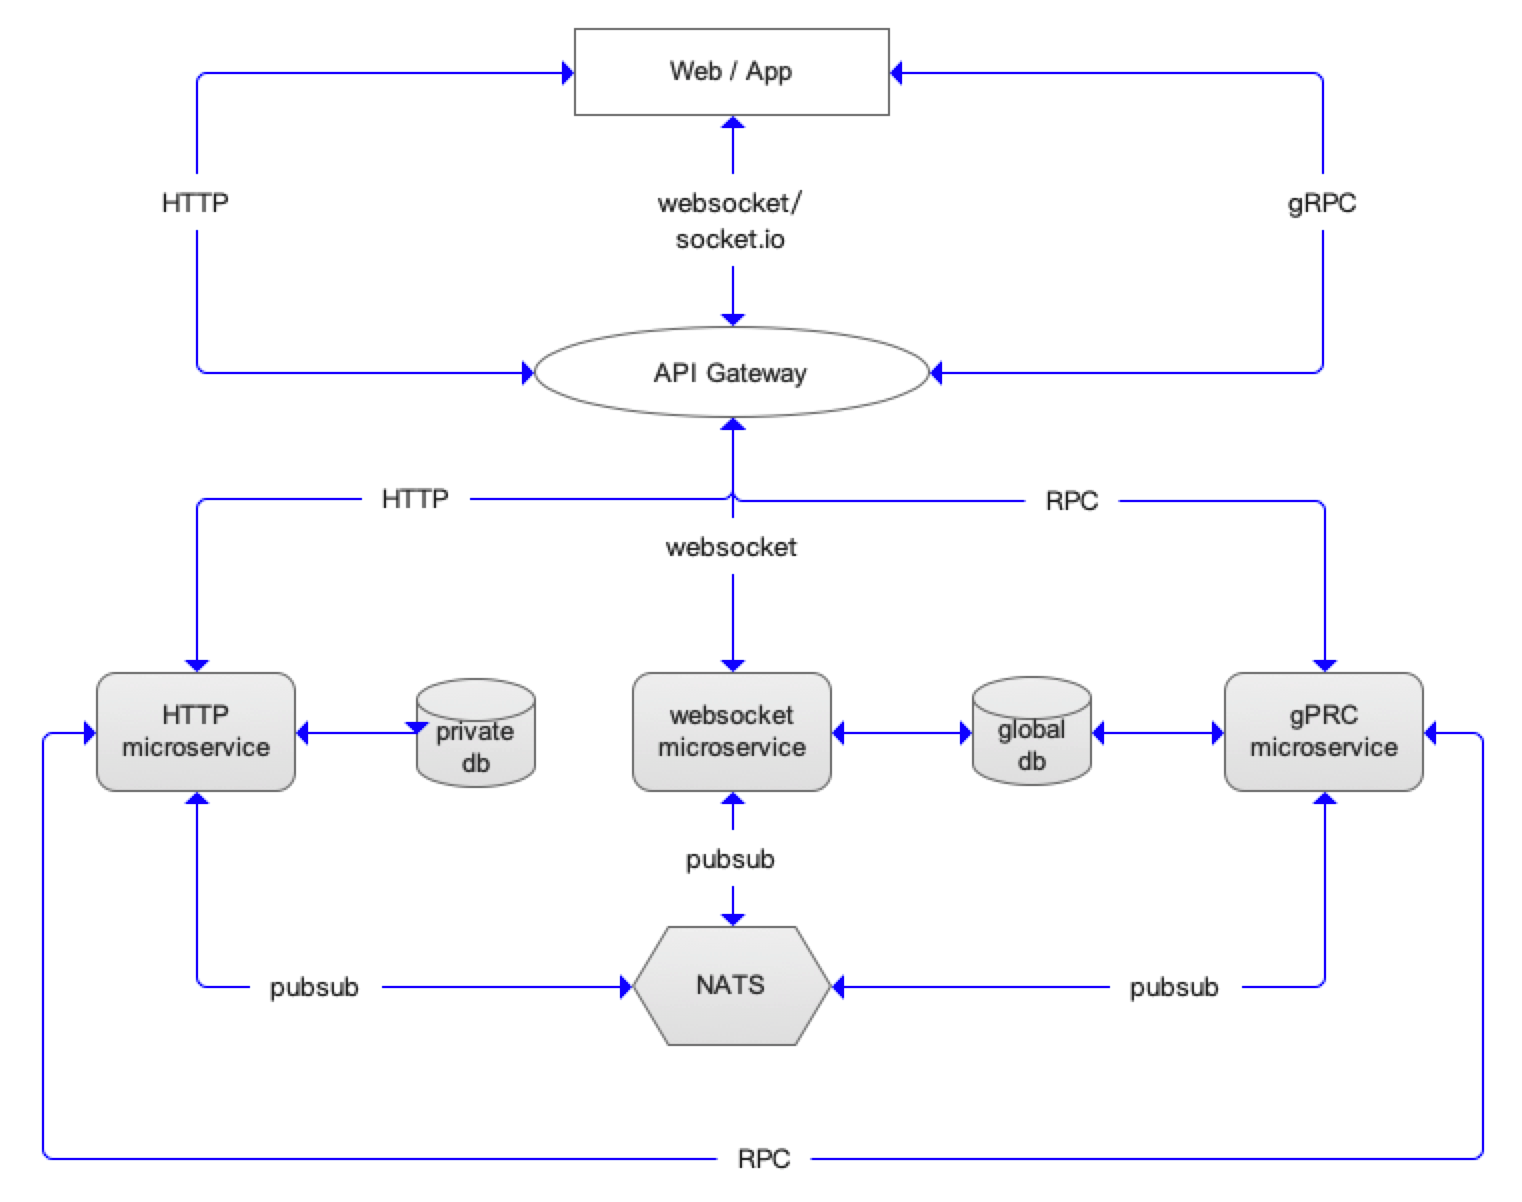 Web / App
HTTP
websocket/
socket.io
gRPC
API Gateway
HTTP
RPC
websocket
HTTP
microservice
private
db
websocket
microservice
global
db
gPRC
microservice
pubsub
pubsub
NATS
pubsub
RPC